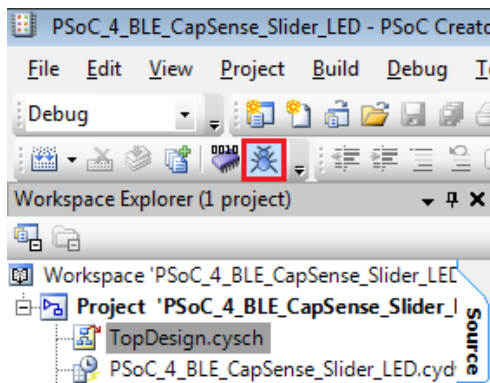 PSoC_4_BLE_CapSense_Slider_LED - PSoC Creato
File Edit View Project Build Debug T
Debug
0010
Workspace Explorer (1 project)
Workspace 'PSoC_4_BLE_CapSense_Slider_LED
Project 'PSoC_4_BLE_CapSense_Slider_
TopDesign.cysch
PSoC_4_BLE_CapSense_Slider_LED.cyd
Source